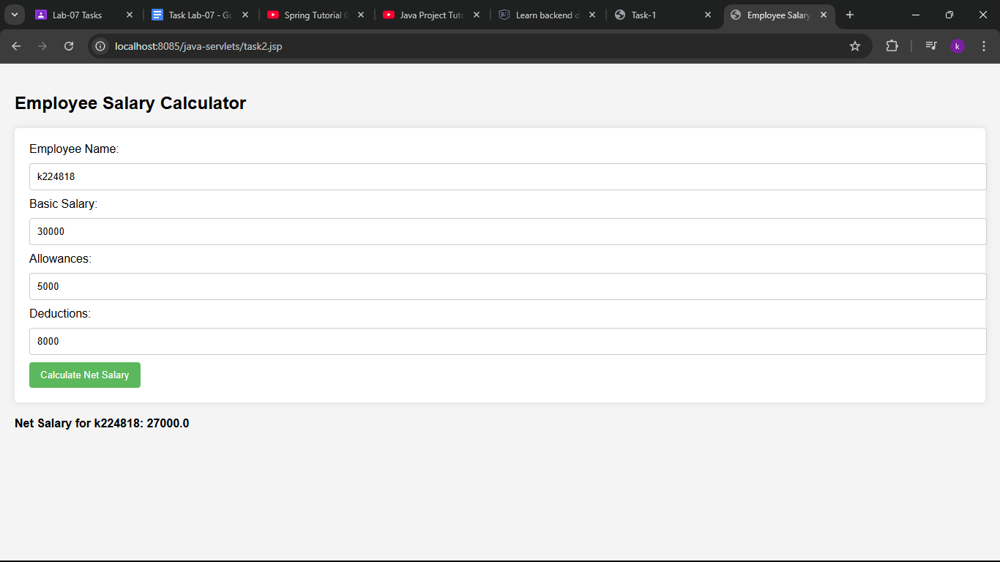 Lab-07 Tasks
Task Lab-07 - Go
Spring Tutorial
Java Project Tuto
BD
Learn backend d
Task-1
Employee Salary
localhost:8085/java-servlets/task2.jsp
k
Employee Salary Calculator
Employee Name:
k224818
Basic Salary:
30000
Allowances:
5000
Deductions:
8000
Calculate Net Salary
Net Salary for k224818: 27000.0